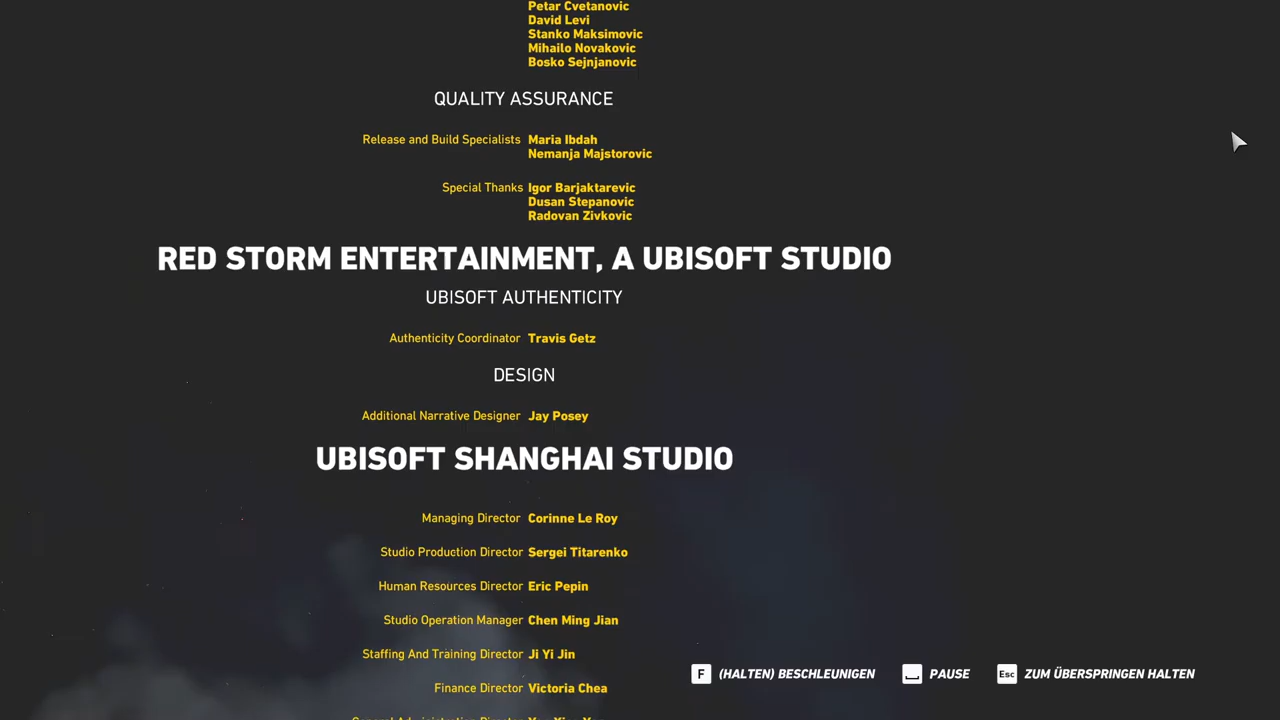 Petar Cvetanovic
David Levi
Stanko Maksimovic
Mihailo Novakovic
Bosko Sejnjanovic
QUALITY ASSURANCE
Release and Build Specialists Maria Ibdah
Nemanja Majstorovic
Special Thanks Igor Barjaktarevic
Dusan Stepanovic
Radovan Zivkovic
RED STORM ENTERTAINMENT, A UBISOFT STUDIO
UBISOFT AUTHENTICITY
Authenticity Coordinator Travis Getz
DESIGN
Additional Narrative Designer Jay Posey
UBISOFT SHANGHAI STUDIO
Managing Director Corinne Le Roy
Studio Production Director Sergei Titarenko
Human Resources Director Eric Pepin
Studio Operation Manager Chen Ming Jian
Staffing And Training Director Ji Yi Jin
Finance Director Victoria Chea
F (HALTEN) BESCHLEUNIGEN PAUSE Esc ZUM ÜBERSPRINGEN HALTEN
General Administration Director